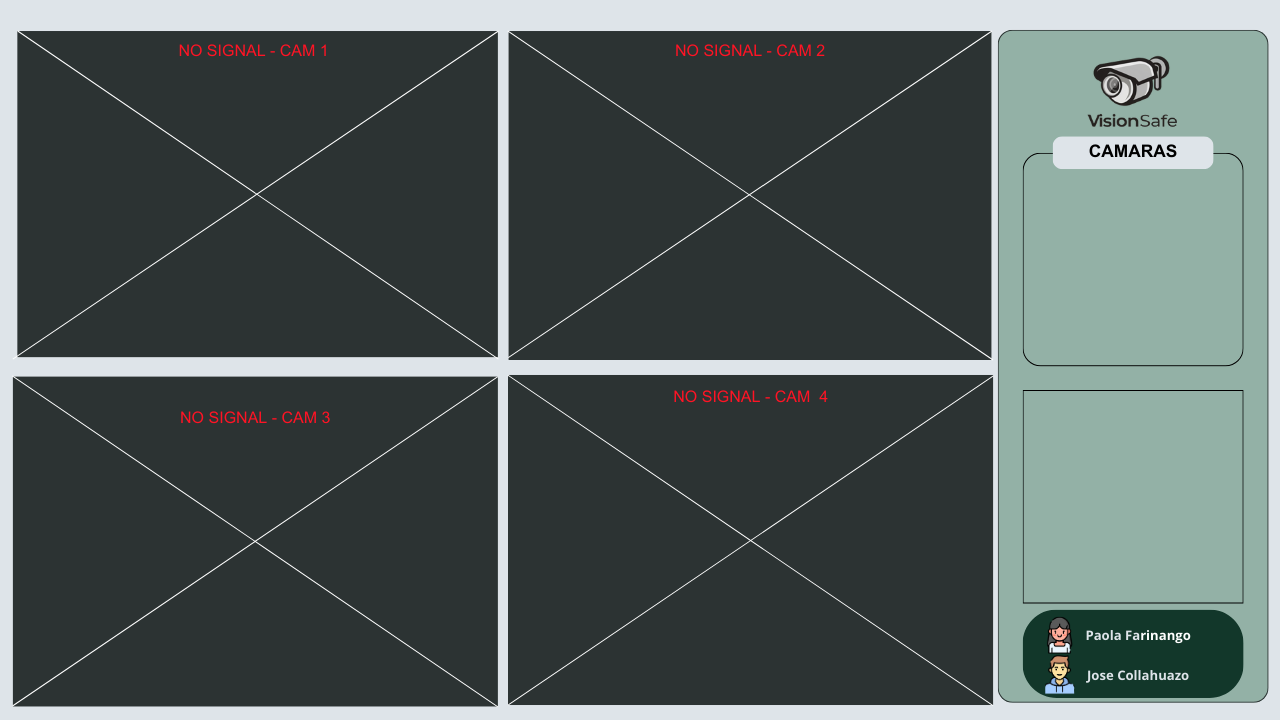 NO SIGNAL - CAM 1
NO SIGNAL - CAM 2
NO SIGNAL - CAM 3
NO SIGNAL - CAM  4
VisionSafe
CAMARAS
Paola Farinango
Jose Collahuazo